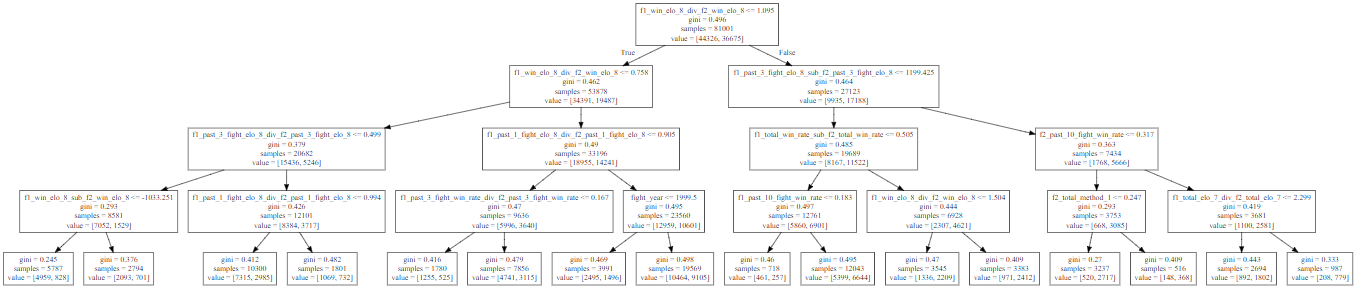 f1_win_elo_8_div_f2_win_elo_8 <= 1.095
gini = 0.496
samples = 81001
value = [44326, 36675]
True
False
f1_win_elo_8_div_f2_win_elo_8 <= 0.758
gini = 0.462
samples = 53878
value = [34391, 19487]
f1_past_3_fight_elo_8_sub_f2_past_3_fight_elo_8 <= 1199.425
gini = 0.464
samples = 27123
value = [9935, 17188]
f1_past_3_fight_elo_8_div_f2_past_3_fight_elo_8 <= 0.499
gini = 0.379
samples = 20682
value = [15436, 5246]
f1_past_1_fight_elo_8_div_f2_past_1_fight_elo_8 <= 0.905
gini = 0.49
samples = 33196
value = [18955, 14241]
f1_total_win_rate_sub_f2_total_win_rate <= 0.505
gini = 0.485
samples = 19689
value = [8167, 11522]
f2_past_10_fight_win_rate <= 0.317
gini = 0.363
samples = 7434
value = [1768, 5666]
f1_win_elo_8_sub_f2_win_elo_8 <= -1033.251
gini = 0.293
samples = 8581
value = [7052, 1529]
f1_past_1_fight_elo_8_div_f2_past_1_fight_elo_8 <= 0.994
gini = 0.426
samples = 12101
value = [8384, 3717]
f1_past_3_fight_win_rate_div_f2_past_3_fight_win_rate <= 0.167
gini = 0.47
samples = 9636
value = [5996, 3640]
fight_year <= 1999.5
gini = 0.495
samples = 23560
value = [12959, 10601]
f1_past_10_fight_win_rate <= 0.183
gini = 0.497
samples = 12761
value = [5860, 6901]
f1_win_elo_8_div_f2_win_elo_8 <= 1.504
gini = 0.444
samples = 6928
value = [2307, 4621]
f2_total_method_1 <= 0.247
gini = 0.293
samples = 3753
value = [668, 3085]
f1_total_elo_7_div_f2_total_elo_7 <= 2.299
gini = 0.419
samples = 3681
value = [1100, 2581]
gini = 0.245
samples = 5787
value = [4959, 828]
gini = 0.376
samples = 2794
value = [2093, 701]
gini = 0.412
samples = 10300
value = [7315, 2985]
gini = 0.482
samples = 1801
value = [1069, 732]
gini = 0.416
samples = 1780
value = [1255, 525]
gini = 0.479
samples = 7856
value = [4741, 3115]
gini = 0.469
samples = 3991
value = [2495, 1496]
gini = 0.498
samples = 19569
value = [10464, 9105]
gini = 0.46
samples = 718
value = [461, 257]
gini = 0.495
samples = 12043
value = [5399, 6644]
gini = 0.47
samples = 3545
value = [1336, 2209]
gini = 0.409
samples = 3383
value = [971, 2412]
gini = 0.27
samples = 3237
value = [520, 2717]
gini = 0.409
samples = 516
value = [148, 368]
gini = 0.443
samples = 2694
value = [892, 1802]
gini = 0.333
samples = 987
value = [208, 779]